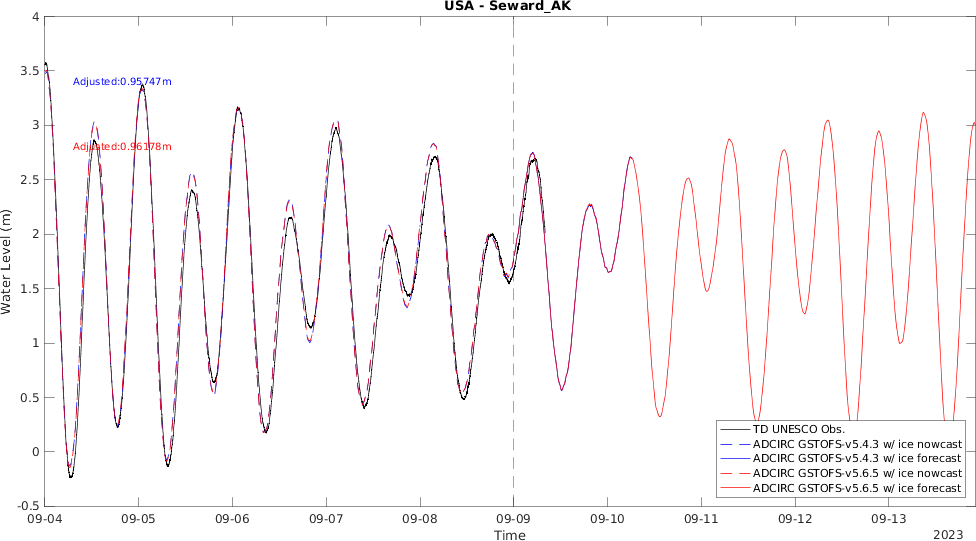 USA - Seward_AK
4
3.5
3
2.5
2
1.5
1
0.5
0
-0.5
Water Level (m)
Adjusted:0.95747m
Adjusted:0.96178m
TD UNESCO Obs.
ADCIRC GSTOFS-v5.4.3 w/ ice nowcast
ADCIRC GSTOFS-v5.4.3 w/ ice forecast
ADCIRC GSTOFS-v5.6.5 w/ ice nowcast
ADCIRC GSTOFS-v5.6.5 w/ ice forecast
09-04 09-05 09-06 09-07 09-08 09-09 09-10 09-11 09-12 09-13
Time
2023